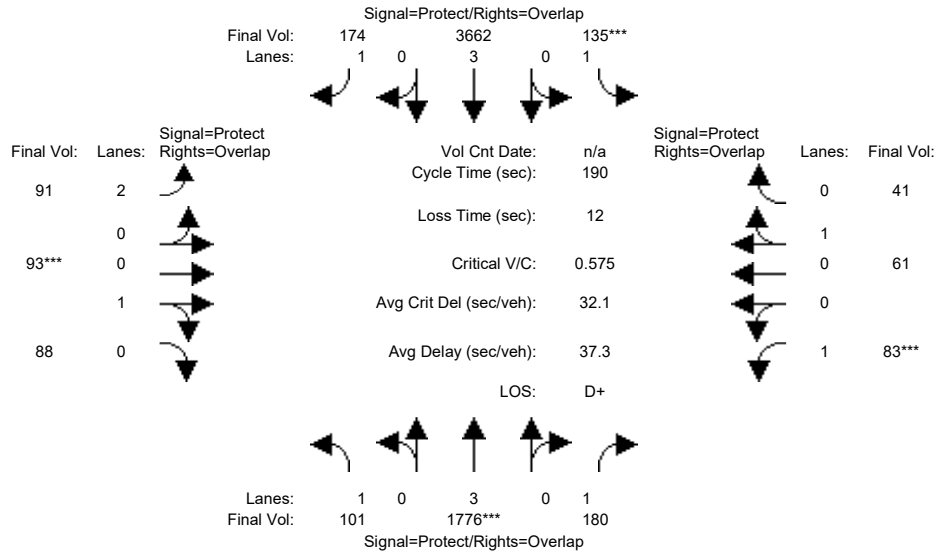 Signal=Protect/Rights=Overlap
Final Vol: 174 3662 135***
Lanes: 1 0 3 0 1
Signal=Protect Signal=Protect
Final Vol: Lanes: Rights=Overlap Vol Cnt Date: n/a Rights=Overlap Lanes: Final Vol:
Cycle Time (sec): 190
91 2 0 41
Loss Time (sec): 12
0 1
93*** 0 Critical V/C: 0.575 0 61
1 Avg Crit Del (sec/veh): 32.1 0
88 0 Avg Delay (sec/veh): 37.3 1 83***
LOS: D+
Lanes: 1 0 3 0 1
Final Vol: 101 1776*** 180
Signal=Protect/Rights=Overlap